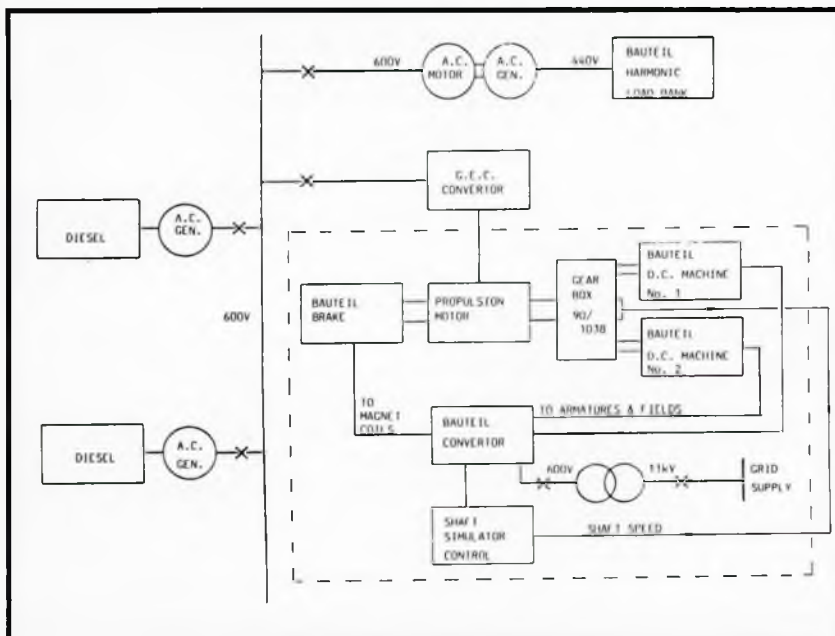 600V
A.C.
MOTOR
A.C.
GEN.
440V
BAUTEIL
HARMONIC
LOAD BANK
G.E.C.
CONVERTOR
DIESEL
A.C.
GEN.
600V
BAUTEIL
BRAKE
PROPULSION
MOTOR
GEAR
BOX
90/
1038
BAUTEIL
D.C. MACHINE
No. 1
BAUTEIL
D.C. MACHINE
No. 2
TO
MAGNET
COILS
TO ARMATURES & FIELDS
BAUTEIL
CONVERTOR
600V
11kV
GRID
SUPPLY
DIESEL
A.C.
GEN.
SHAFT
SIMULATOR
CONTROL
SHAFT SPEED